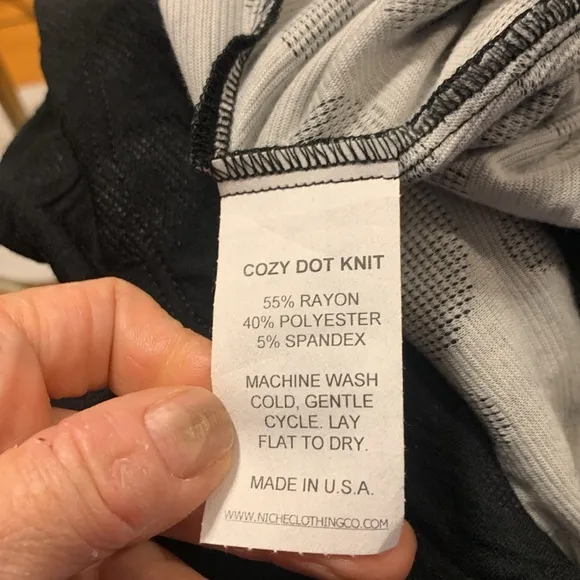 COZY DOT KNIT
55% RAYON
40% POLYESTER
5% SPANDEX
MACHINE WASH
COLD, GENTLE
CYCLE. LAY
FLAT TO DRY.
MADE IN U.S.A.
WWW.NICHECLOTHINGCO.COM